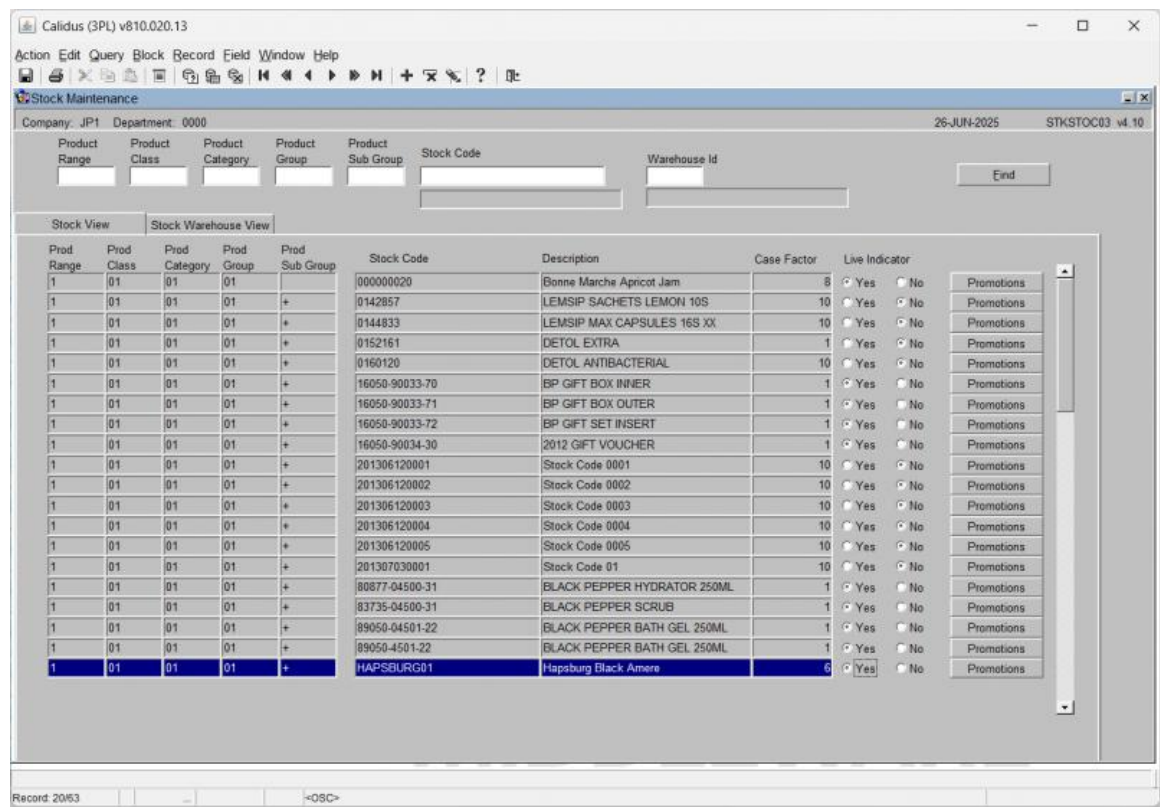 Calidus (3PL) v810.020.13
Action Edit Query Block Record Field Window Help
Stock Maintenance
Company: JP1 Department: 0000 26-JUN-2025 STKSTOC03 v4.10
Product Range Product Class Product Category Product Group Product Sub Group Stock Code Warehouse Id
Find
Stock View Stock Warehouse View
Prod Range Prod Class Prod Category Prod Group Prod Sub Group Stock Code Description Case Factor Live Indicator
1 01 01 01 000000020 Bonne Marche Apricot Jam 8 Yes No Promotions
1 01 01 01 + 0142857 LEMSIP SACHETS LEMON 10S 10 Yes No Promotions
1 01 01 01 + 0144833 LEMSIP MAX CAPSULES 16S XX 10 Yes No Promotions
1 01 01 01 + 0152161 DETOL EXTRA 1 Yes No Promotions
1 01 01 01 + 0160120 DETOL ANTIBACTERIAL 10 Yes No Promotions
1 01 01 01 + 16050-90033-70 BP GIFT BOX INNER 1 Yes No Promotions
1 01 01 01 + 16050-90033-71 BP GIFT BOX OUTER 1 Yes No Promotions
1 01 01 01 + 16050-90033-72 BP GIFT SET INSERT 1 Yes No Promotions
1 01 01 01 + 16050-90034-30 2012 GIFT VOUCHER 1 Yes No Promotions
1 01 01 01 + 201306120001 Stock Code 0001 10 Yes No Promotions
1 01 01 01 + 201306120002 Stock Code 0002 10 Yes No Promotions
1 01 01 01 + 201306120003 Stock Code 0003 10 Yes No Promotions
1 01 01 01 + 201306120004 Stock Code 0004 10 Yes No Promotions
1 01 01 01 + 201306120005 Stock Code 0005 10 Yes No Promotions
1 01 01 01 + 201307030001 Stock Code 01 10 Yes No Promotions
1 01 01 01 + 80877-04500-31 BLACK PEPPER HYDRATOR 250ML 1 Yes No Promotions
1 01 01 01 + 83735-04500-31 BLACK PEPPER SCRUB 1 Yes No Promotions
1 01 01 01 + 89050-04501-22 BLACK PEPPER BATH GEL 250ML 1 Yes No Promotions
1 01 01 01 + 89050-4501-22 BLACK PEPPER BATH GEL 250ML 1 Yes No Promotions
1 01 01 01 + HAPSBURG01 Hapsburg Black Amere 6 Yes No Promotions
Record: 20/63 ... <OSC>